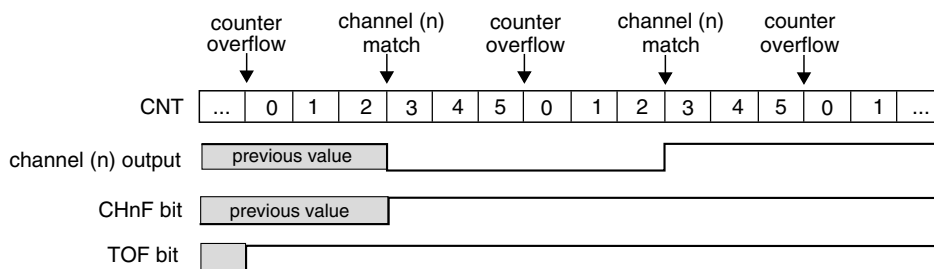 counter overflow
channel (n) match
counter overflow
channel (n) match
counter overflow
CNT ... 0 1 2 3 4 5 0 1 2 3 4 5 0 1 ...
channel (n) output previous value
CHnF bit previous value
TOF bit